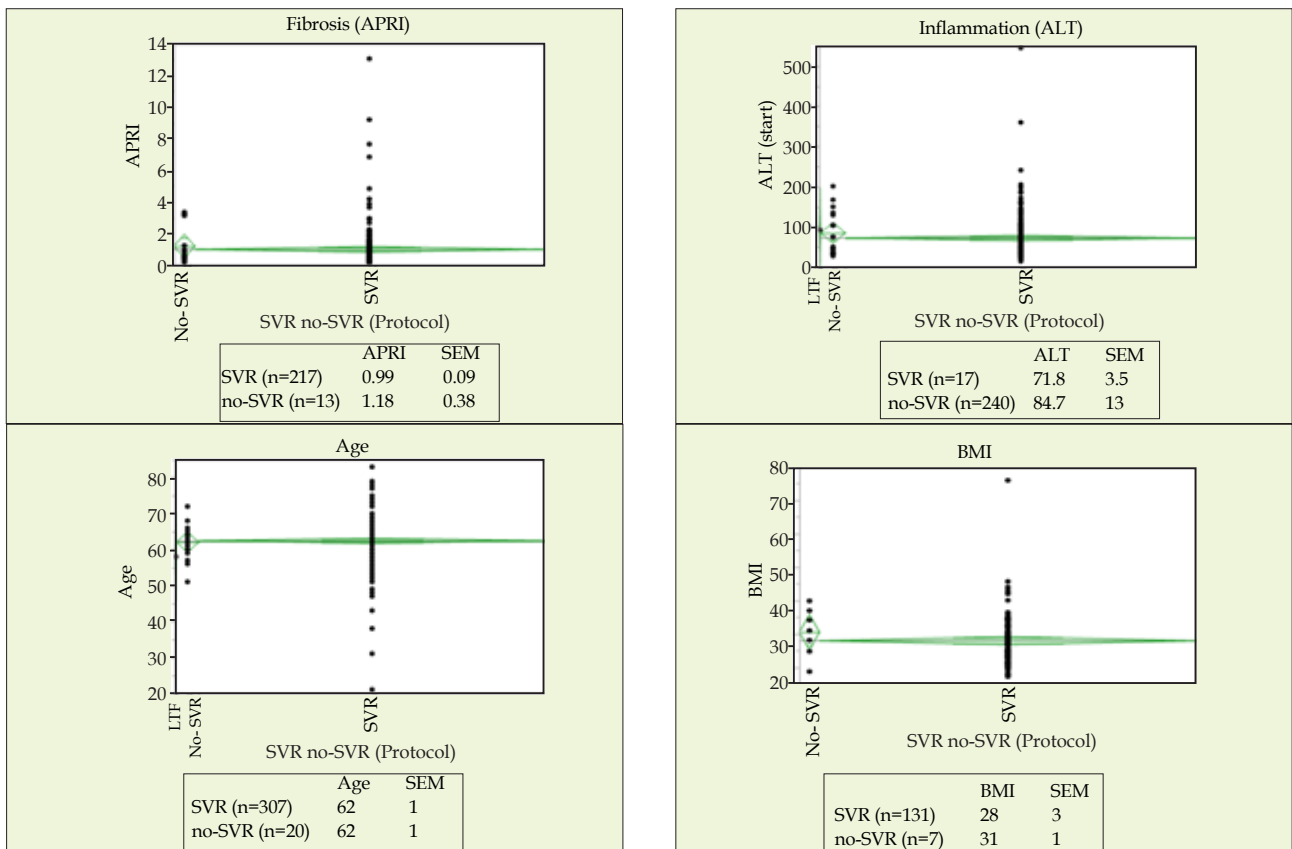 Fibrosis (APRI)
14
12
10
8
6
4
2
0
APRI
No- SVR
SVR
SVR no-SVR (Protocol)
APRI SEM
SVR (n=217) 0.99 0.09
no-SVR (n=13) 1.18 0.38
Inflammation (ALT)
500
400
300
200
100
0
ALT (start)
LTF
No- SVR
SVR
SVR no-SVR (Protocol)
ALT SEM
SVR (n=17) 71.8 3.5
no-SVR (n=240) 84.7 13
Age
80
70
60
50
40
30
20
Age
LTF
No- SVR
SVR
SVR no-SVR (Protocol)
Age SEM
SVR (n=307) 62 1
no-SVR (n=20) 62 1
BMI
80
70
60
50
40
30
20
BMI
No- SVR
SVR
SVR no-SVR (Protocol)
BMI SEM
SVR (n=131) 28 3
no-SVR (n=7) 31 1